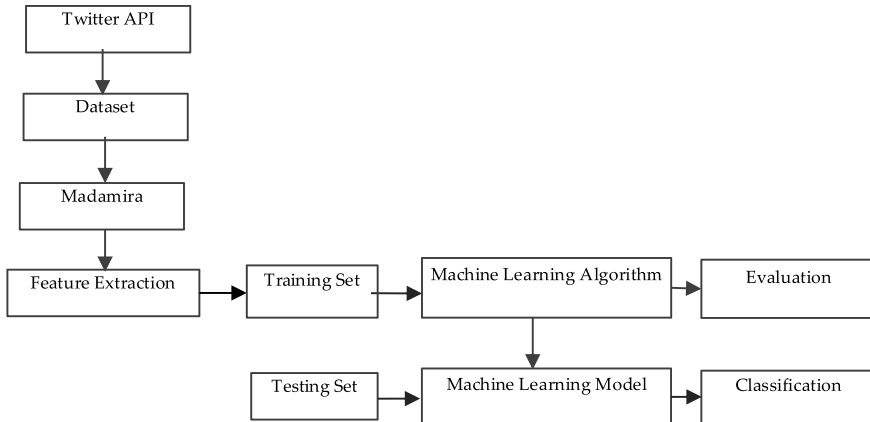 Twitter API
Dataset
Madamira
Feature Extraction
Training Set
Machine Learning Algorithm
Evaluation
Testing Set
Machine Learning Model
Classification